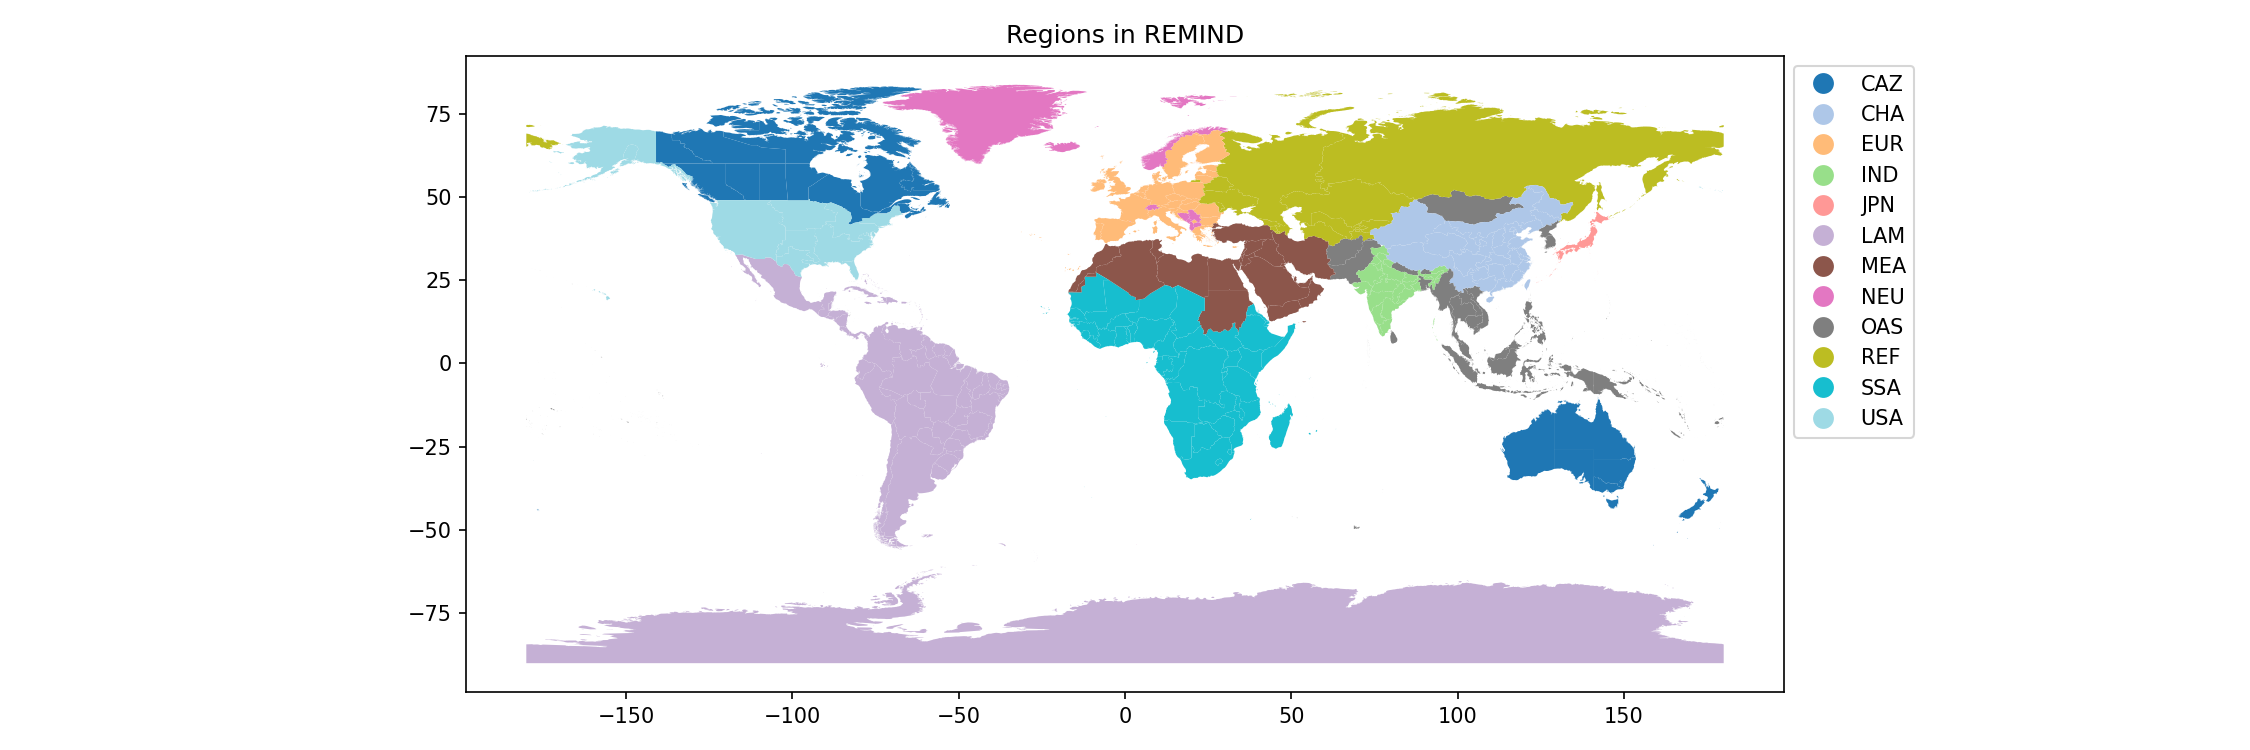 Regions in REMIND
75
50
25
0
−25
−50
−75
−150
−100
−50
0
50
100
150
CAZ
CHA
EUR
IND
JPN
LAM
MEA
NEU
OAS
REF
SSA
USA